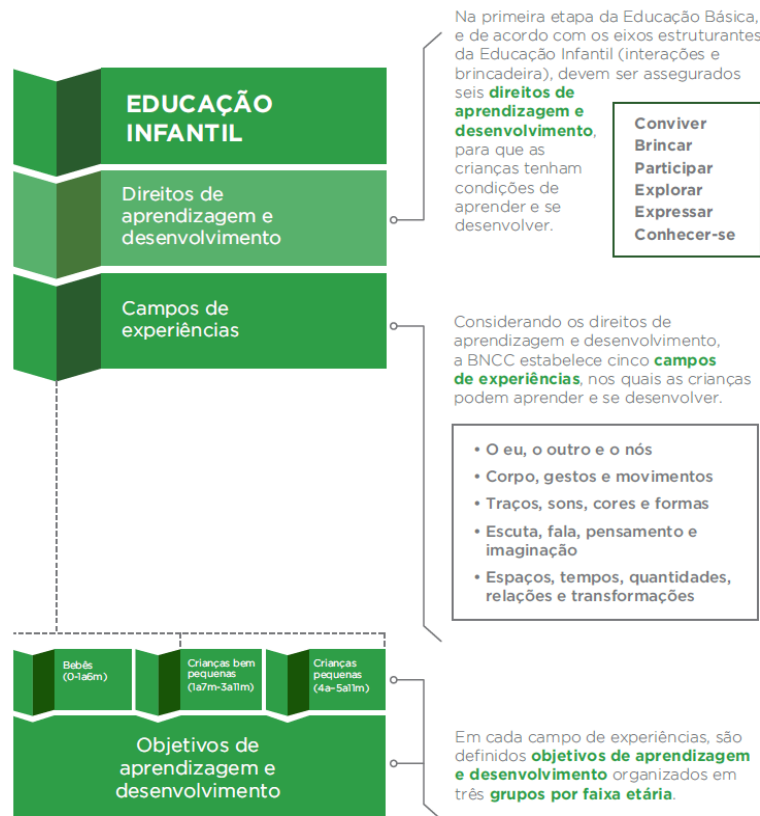 EDUCAÇÃO
INFANTIL
Direitos de
aprendizagem e
desenvolvimento
Na primeira etapa da Educação Básica,
e de acordo com os eixos estruturantes
da Educação Infantil (interações e
brincadeira), devem ser assegurados
seis direitos de
aprendizagem e
desenvolvimento,
para que as
crianças tenham
condições de
aprender e se
desenvolver.
Conviver
Brincar
Participar
Explorar
Expressar
Conhecer-se
Campos de
experiências
Considerando os direitos de
aprendizagem e desenvolvimento,
a BNCC estabelece cinco campos
de experiências, nos quais as crianças
podem aprender e se desenvolver.
• O eu, o outro e o nós
• Corpo, gestos e movimentos
• Traços, sons, cores e formas
• Escuta, fala, pensamento e
imaginação
• Espaços, tempos, quantidades,
relações e transformações
Bebês
(0-1a6m)
Crianças bem
pequenas
(1a7m-3a11m)
Crianças
pequenas
(4a-5a11m)
Objetivos de
aprendizagem e
desenvolvimento
Em cada campo de experiências, são
definidos objetivos de aprendizagem
e desenvolvimento organizados em
três grupos por faixa etária.